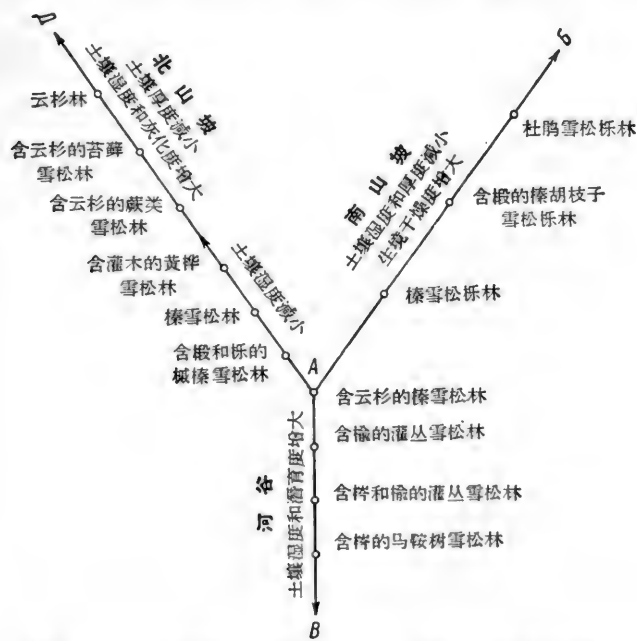 Д
Б
北山坡
土壤厚度减小
土壤湿度和灰化度增大
云杉林
含云杉的苔藓
雪松林
含云杉的蕨类
雪松林
含灌木的黄桦
雪松林
榛雪松林
含椴和栎的
槭榛雪松林
土壤湿度减小
南山坡
土壤湿度和厚度减小
生境干燥度增大
杜鹃雪松栎林
含椴的榛胡枝子
雪松栎林
榛雪松栎林
A
含云杉的榛雪松林
含榆的灌丛雪松林
含梣和榆的灌丛雪松林
含梣的马鞍树雪松林
河谷
土壤湿度和潜育度增大
В